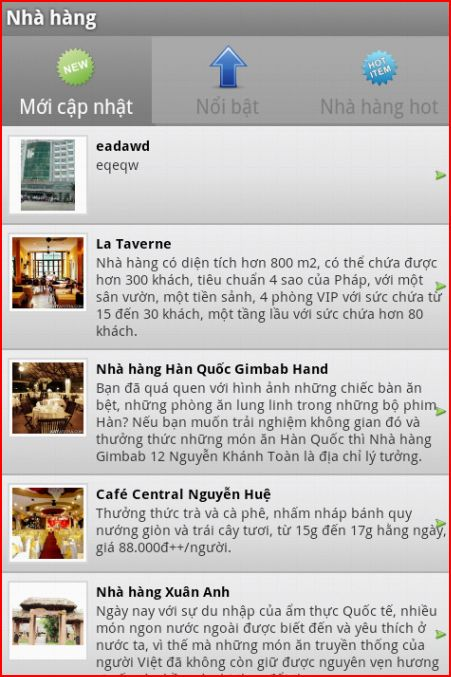 Nhà hàng
NEW
HOT
ITEM
Mới cập nhật
Nổi bật
Nhà hàng hot
eadawd
eqeqw
La Taverne
Nhà hàng có diện tích hơn 800 m2, có thể chứa được
hơn 300 khách, tiêu chuẩn 4 sao của Pháp, với một
sân vườn, một tiền sảnh, 4 phòng VIP với sức chứa từ
15 đến 30 khách, một tầng lầu với sức chứa hơn 80
khách.
Nhà hàng Hàn Quốc Gimbab Hand
Bạn đã quá quen với hình ảnh những chiếc bàn ăn
bệt, những phòng ăn lung linh trong những bộ phim
Hàn? Nếu bạn muốn trải nghiệm không gian đó và
thưởng thức những món ăn Hàn Quốc thì Nhà hàng
Gimbab 12 Nguyễn Khánh Toàn là địa chỉ lý tưởng.
Café Central Nguyễn Huệ
Thưởng thức trà và cà phê, nhấm nháp bánh quy
nướng giòn và trái cây tươi, từ 15g đến 17g hằng ngày,
giá 88.000đ++/người.
Nhà hàng Xuân Anh
Ngày nay với sự du nhập của ẩm thực Quốc tế, nhiều
món ngon nước ngoài được biết đến và yêu thích ở
nước ta, vì thế mà những món ăn truyền thống của
người Việt đã không còn giữ được nguyên vẹn hương